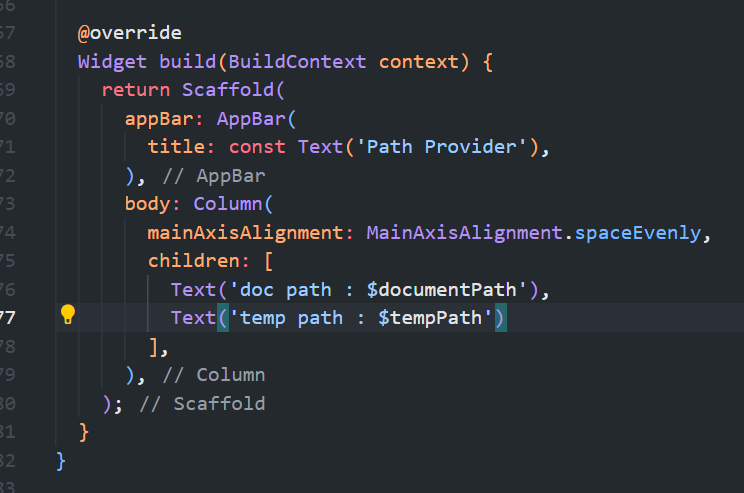 66
67 @override
68 Widget build(BuildContext context) {
69 return Scaffold(
70 appBar: AppBar(
71 title: const Text('Path Provider'),
72 ), // AppBar
73 body: Column(
74 mainAxisAlignment: MainAxisAlignment.spaceEvenly,
75 children: [
76 Text('doc path : $documentPath'),
77 Text('temp path : $tempPath')
78 ],
79 ), // Column
80 ); // Scaffold
81 }
82 }
83